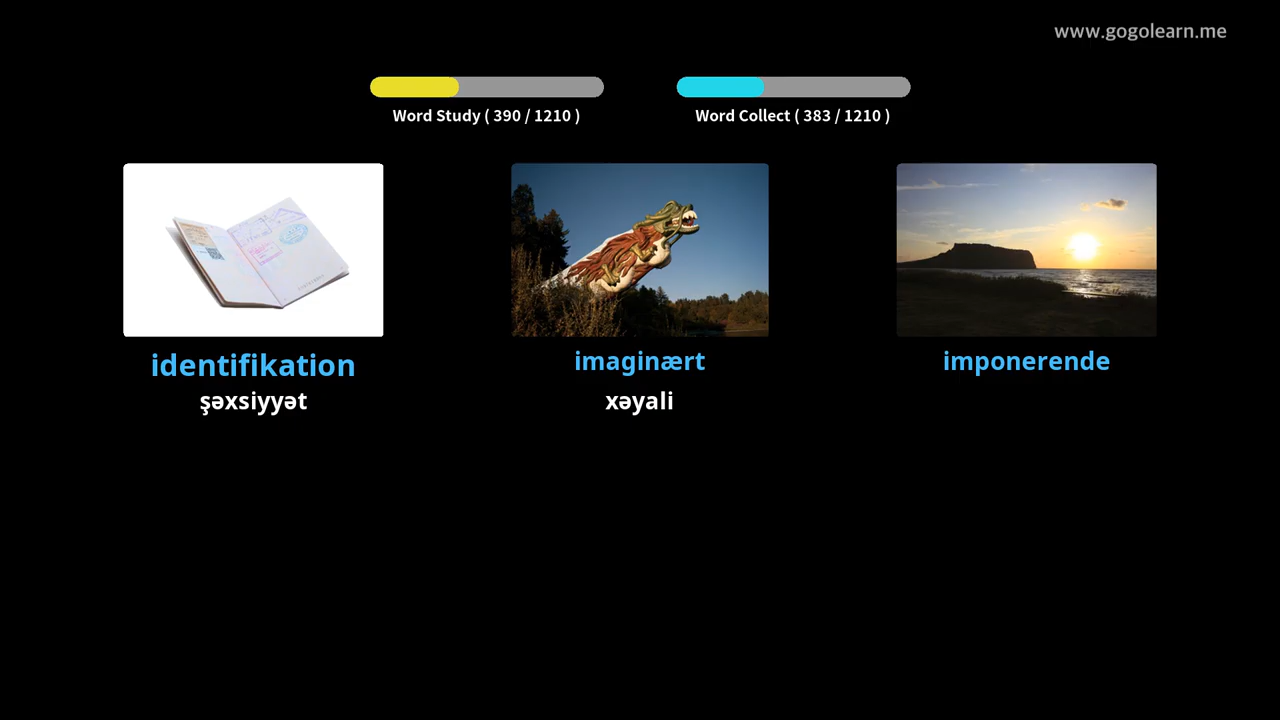 www.gogolearn.me
Word Study ( 390 / 1210 )
Word Collect ( 383 / 1210 )
identifikation
imaginært
imponerende
şəxsiyyət
xəyali